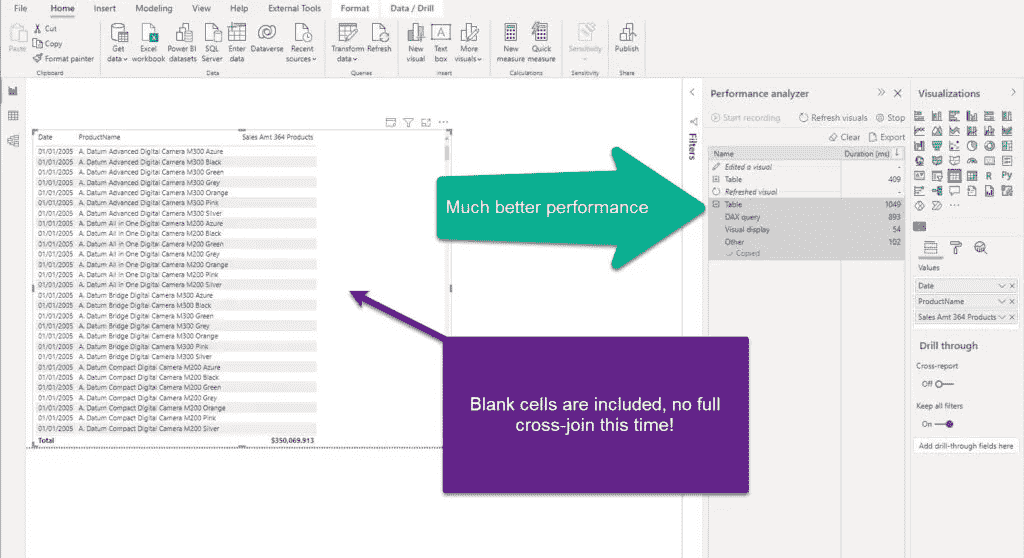 File Home Insert Modeling View Help External Tools Format Data / Drill
Paste Cut Copy Format painter
Get data Excel workbook Power BI datasets SQL Server Enter data Dataverse Recent sources Transform data Refresh New visual Text box More visuals New measure Quick measure Sensitivity Publish
Clipboard Data Queries Insert Calculations Sensitivity Share
Performance analyzer
Start recording Refresh visuals Stop
Clear Export
Name Duration (ms)
Edited a visual -
Table 409
Refreshed visual -
Table 1049
DAX query 893
Visual display 54
Other 102
Copied
Filters
Visualizations
R Py
...
Values
Date
ProductName
Sales Amt 364 Products
Drill through
Cross-report
Off
Keep all filters
On
Add drill-through fields here
Date ProductName Sales Amt 364 Products
01/01/2005 A. Datum Advanced Digital Camera M300 Azure
01/01/2005 A. Datum Advanced Digital Camera M300 Black
01/01/2005 A. Datum Advanced Digital Camera M300 Green
01/01/2005 A. Datum Advanced Digital Camera M300 Grey
01/01/2005 A. Datum Advanced Digital Camera M300 Orange
01/01/2005 A. Datum Advanced Digital Camera M300 Pink
01/01/2005 A. Datum Advanced Digital Camera M300 Silver
01/01/2005 A. Datum All in One Digital Camera M200 Azure
01/01/2005 A. Datum All in One Digital Camera M200 Black
01/01/2005 A. Datum All in One Digital Camera M200 Green
01/01/2005 A. Datum All in One Digital Camera M200 Grey
01/01/2005 A. Datum All in One Digital Camera M200 Orange
01/01/2005 A. Datum All in One Digital Camera M200 Pink
01/01/2005 A. Datum All in One Digital Camera M200 Silver
01/01/2005 A. Datum Bridge Digital Camera M300 Azure
01/01/2005 A. Datum Bridge Digital Camera M300 Black
01/01/2005 A. Datum Bridge Digital Camera M300 Green
01/01/2005 A. Datum Bridge Digital Camera M300 Grey
01/01/2005 A. Datum Bridge Digital Camera M300 Orange
01/01/2005 A. Datum Bridge Digital Camera M300 Pink
01/01/2005 A. Datum Bridge Digital Camera M300 Silver
01/01/2005 A. Datum Compact Digital Camera M200 Azure
01/01/2005 A. Datum Compact Digital Camera M200 Black
01/01/2005 A. Datum Compact Digital Camera M200 Green
01/01/2005 A. Datum Compact Digital Camera M200 Grey
01/01/2005 A. Datum Compact Digital Camera M200 Orange
01/01/2005 A. Datum Compact Digital Camera M200 Pink
01/01/2005 A. Datum Compact Digital Camera M200 Silver
Total $350,069.913
Much better performance
Blank cells are included, no full
cross-join this time!